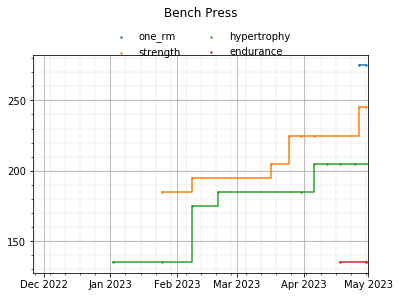 Bench Press
one_rm
hypertrophy
strength
endurance
250
200
150
Dec 2022 Jan 2023 Feb 2023 Mar 2023 Apr 2023 May 2023